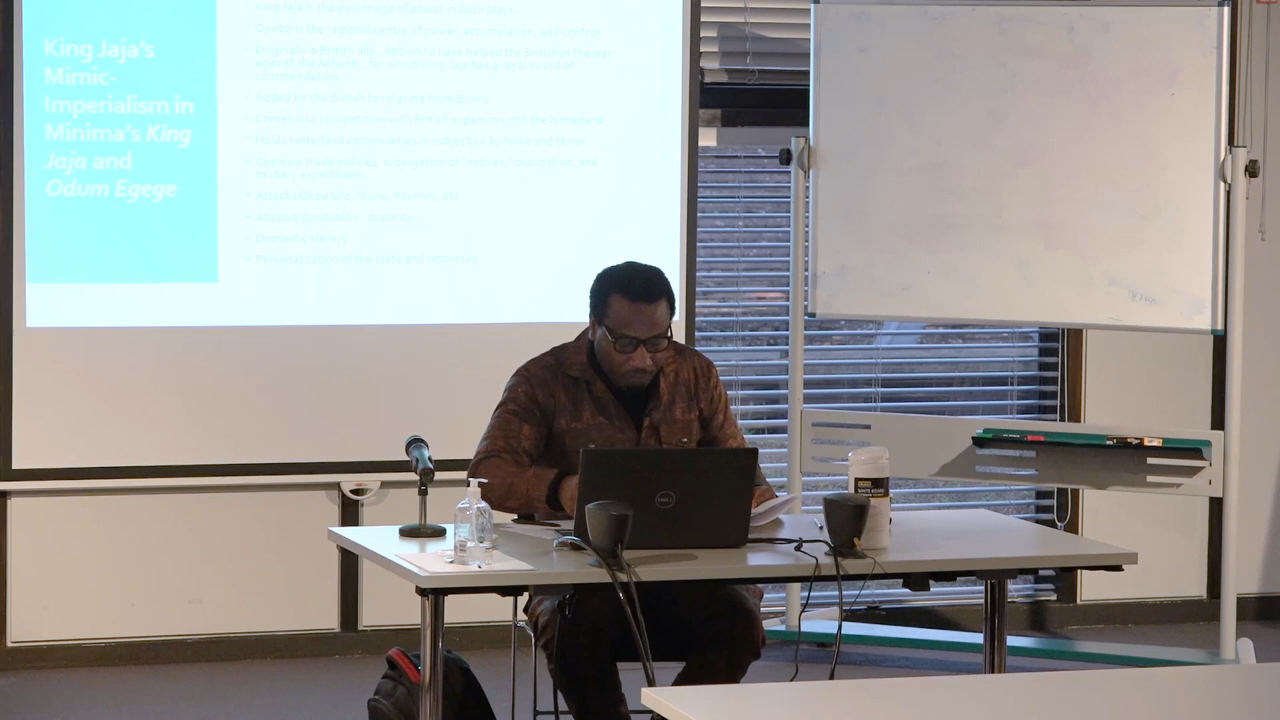 King Jaja's
Mimic-
Imperialism in
Minima's King
Jaja and
Odum Egege
King Jaja is the personage of power in both plays
Opobo is the regional centre of power, accumulation, and control
Originally a British ally known to have helped the British in the war
against the Ashanti for which King Jaja has a royal sword of
commendation
by the British to relocate from Bonny
Comes into competition with British expansion into the hinterland
Holds hinterland communities in subjection by force and terror
Coercive trade policies, subjugation of "natives," occupation, and
military expeditions
Attacks
Abusive spirituality duplicity
Domestic slavery
Personalization of the state and resources
DELL
WHITE BOARD